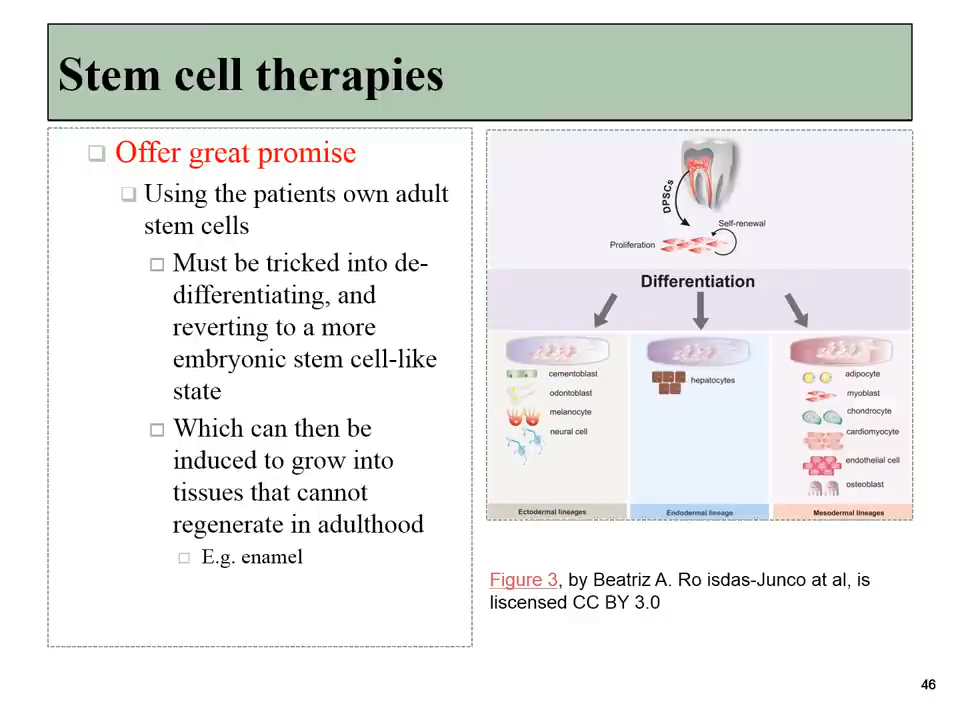 Stem cell therapies
Offer great promise
Using the patients own adult
stem cells
Must be tricked into de-
differentiating, and
reverting to a more
embryonic stem cell-like
state
Which can then be
induced to grow into
tissues that cannot
regenerate in adulthood
E.g. enamel
DPSCs
Self-renewal
Proliferation
Differentiation
cementoblast
odontoblast
melanocyte
neural cell
Ectodermal lineages
hepatocytes
Endodermal lineage
adipocyte
myoblast
chondrocyte
cardiomyocyte
endothelial cell
osteoblast
Mesodermal lineages
Figure 3, by Beatriz A. Ro isdas-Junco at al, is
liscensed CC BY 3.0
46